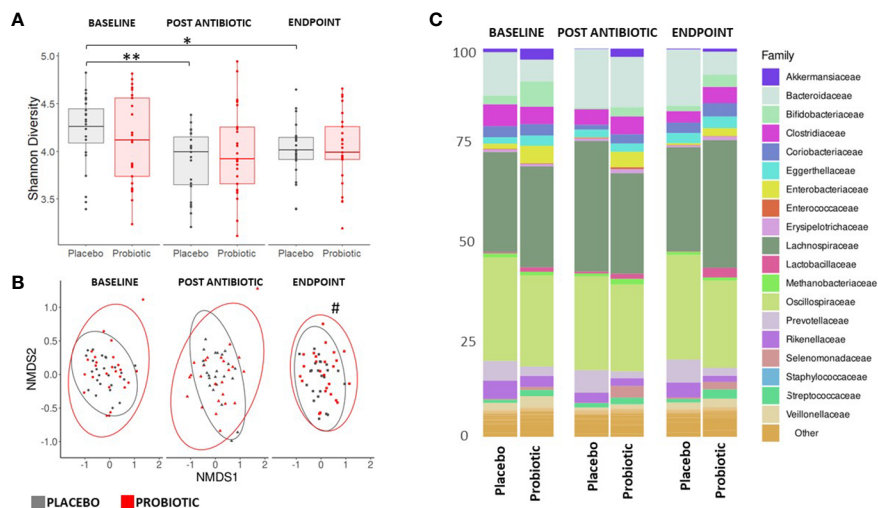 A
BASELINE
POST ANTIBIOTIC
ENDPOINT
*
**
Shannon Diversity
5.0
4.5
4.0
3.5
Placebo
Probiotic
Placebo
Probiotic
Placebo
Probiotic
B
BASELINE
POST ANTIBIOTIC
ENDPOINT
#
NMDS2
1.0
0.5
0.0
-0.5
-1.0
-1 0 1 2
-1 0 1 2
-1 0 1 2
NMDS1
PLACEBO
PROBIOTIC
C
BASELINE
POST ANTIBIOTIC
ENDPOINT
100
75
50
25
0
Placebo
Probiotic
Placebo
Probiotic
Placebo
Probiotic
Family
Akkermansiaceae
Bacteroidaceae
Bifidobacteriaceae
Clostridiaceae
Coriobacteriaceae
Eggerthellaceae
Enterobacteriaceae
Enterococcaceae
Erysipelotrichaceae
Lachnospiraceae
Lactobacillaceae
Methanobacteriaceae
Oscillospiraceae
Prevotellaceae
Rikenellaceae
Selenomonadaceae
Staphylococcaceae
Streptococcaceae
Veillonellaceae
Other